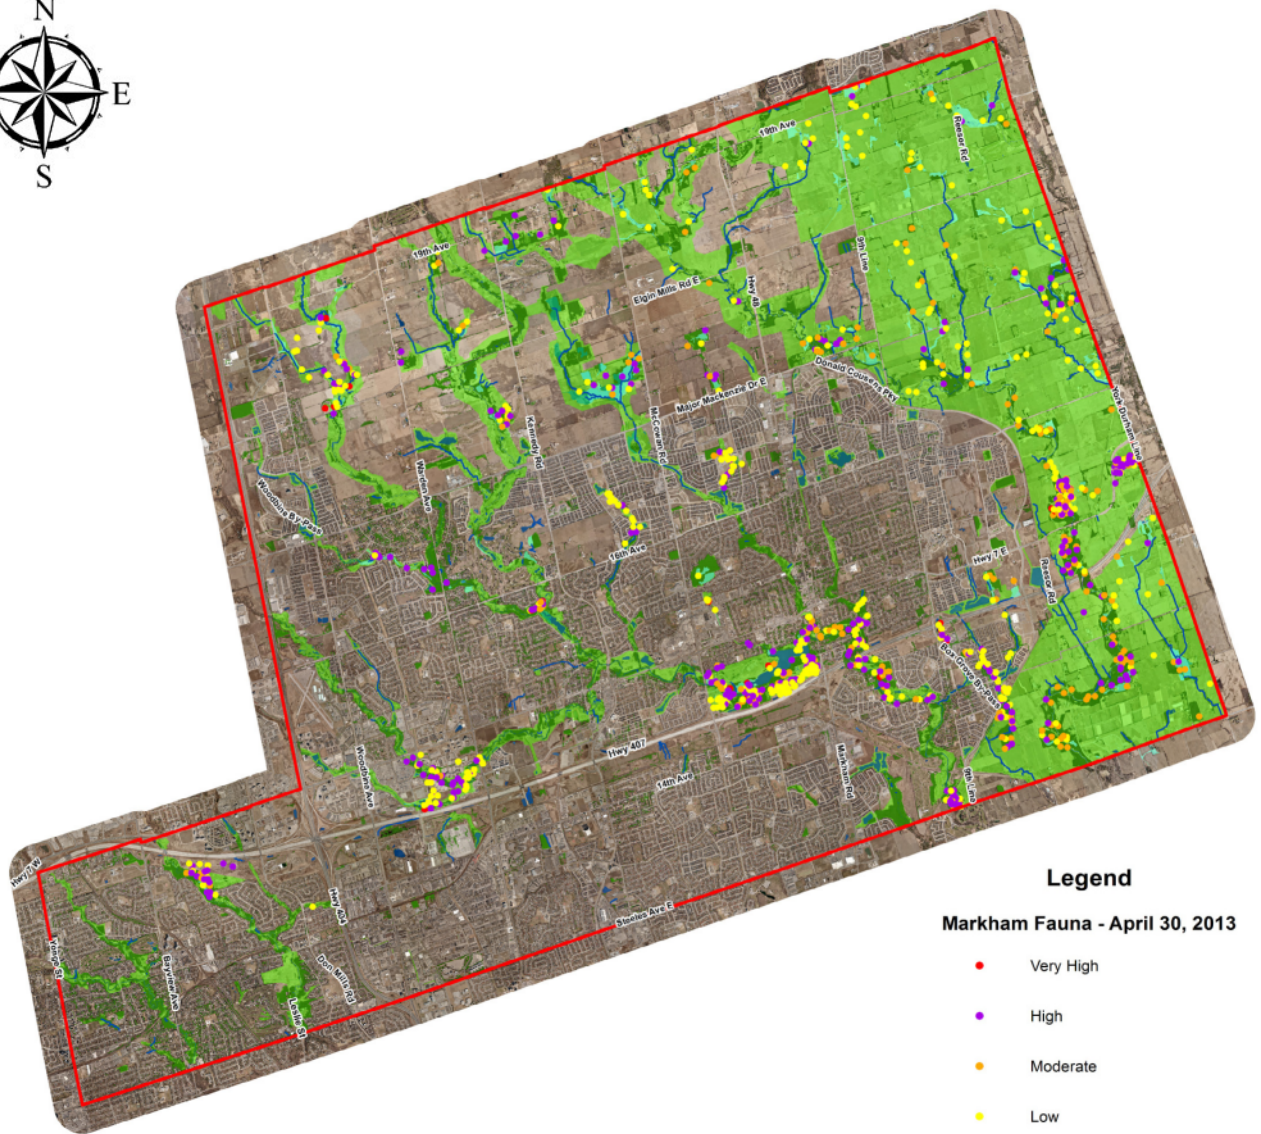 N
E
S
19th Ave
Reesor Rd
19th Ave
9th Line
Elgin Mills Rd E
Hwy 48
Donald Cousens Pky
Major Mackenzie Dr E
York Durham Line
McCowan Rd
Kennedy Rd
Warden Ave
Woodbine By-Pass
16th Ave
Hwy 7 E
Reesor Rd
Box Grove By-Pass
Hwy 407
Woodbine Ave
14th Ave
Markham Rd
9th Line
Hwy 7 W
Hwy 404
Steeles Ave E
Yonge St
Bayview Ave
Don Mills Rd
Leslie St
Legend
Markham Fauna - April 30, 2013
Very High
High
Moderate
Low